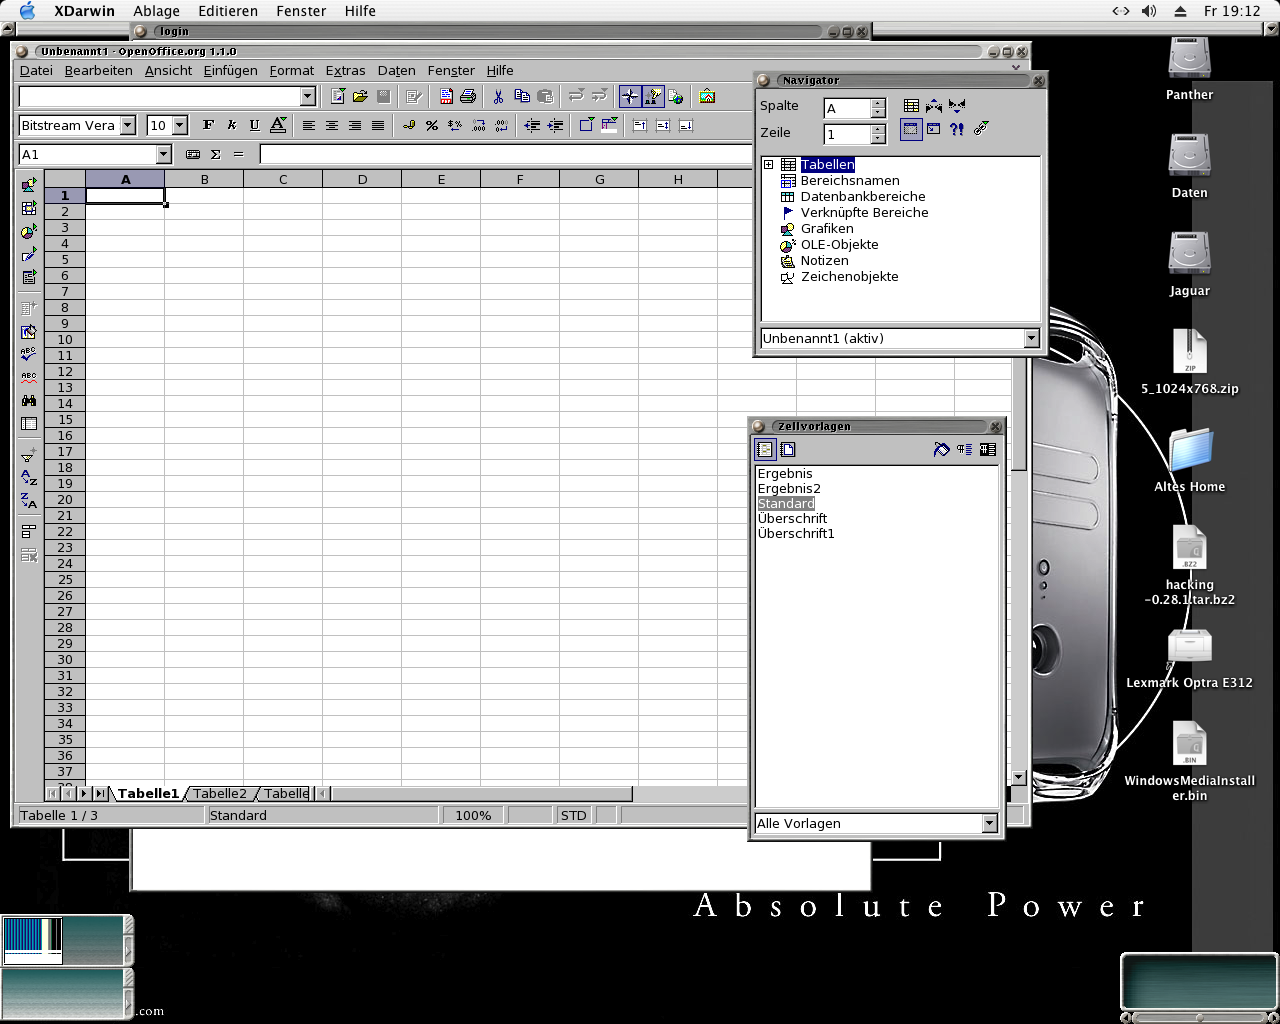 XDarwin Ablage Editieren Fenster Hilfe Fr 19:12
login
Unbenannt1 - OpenOffice.org 1.1.0
Datei Bearbeiten Ansicht Einfügen Format Extras Daten Fenster Hilfe
Bitstream Vera 10 F k U A
A1 Σ =
A B C D E F G H
1
2
3
4
5
6
7
8
9
10
11
12
13
14
15
16
17
18
19
20
21
22
23
24
25
26
27
28
29
30
31
32
33
34
35
36
37
Tabelle1 Tabelle2 Tabelle
Tabelle 1 / 3 Standard 100% STD
Navigator
Spalte A
Zeile 1
Tabellen
Bereichsnamen
Datenbankbereiche
Verknüpfte Bereiche
Grafiken
OLE-Objekte
Notizen
Zeichenobjekte
Unbenannt1 (aktiv)
Zellvorlagen
Ergebnis
Ergebnis2
Standard
Überschrift
Überschrift1
Alle Vorlagen
Panther
Daten
Jaguar
ZIP
5_1024x768.zip
Altes Home
.BZ2
hacking
-0.28.1.tar.bz2
Lexmark Optra E312
.BIN
WindowsMediaInstall
er.bin
Absolute Power
.com